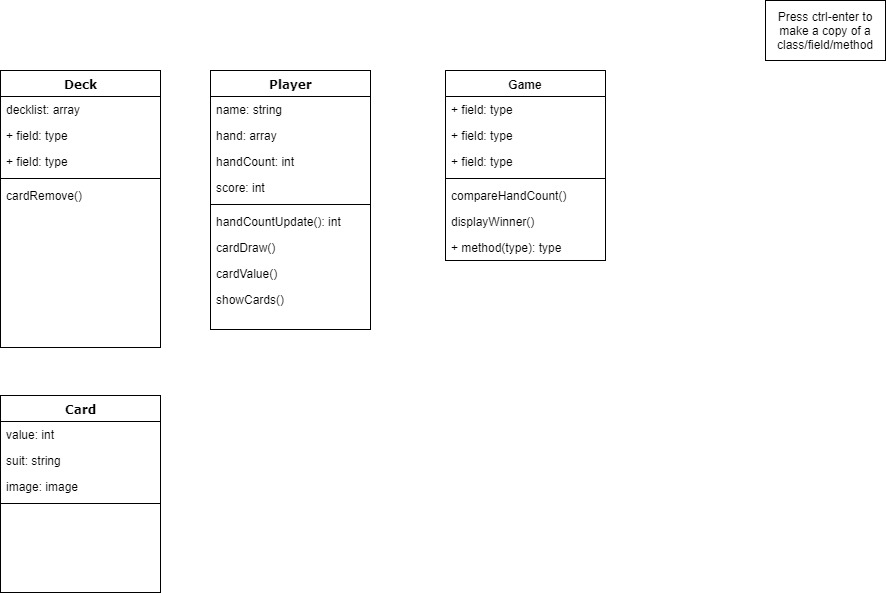 Press ctrl-enter to
make a copy of a
class/field/method
Deck
decklist: array
+ field: type
+ field: type
cardRemove()
Player
name: string
hand: array
handCount: int
score: int
handCountUpdate(): int
cardDraw()
cardValue()
showCards()
Game
+ field: type
+ field: type
+ field: type
compareHandCount()
displayWinner()
+ method(type): type
Card
value: int
suit: string
image: image